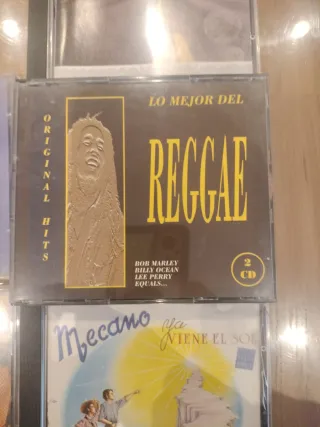 ORIGINAL HITS
LO MEJOR DEL
REGGAE
BOB MARLEY
BILLY OCEAN
LEE PERRY
EQUALS...
2
CD
Mecano
Ya
VIENE EL SOL